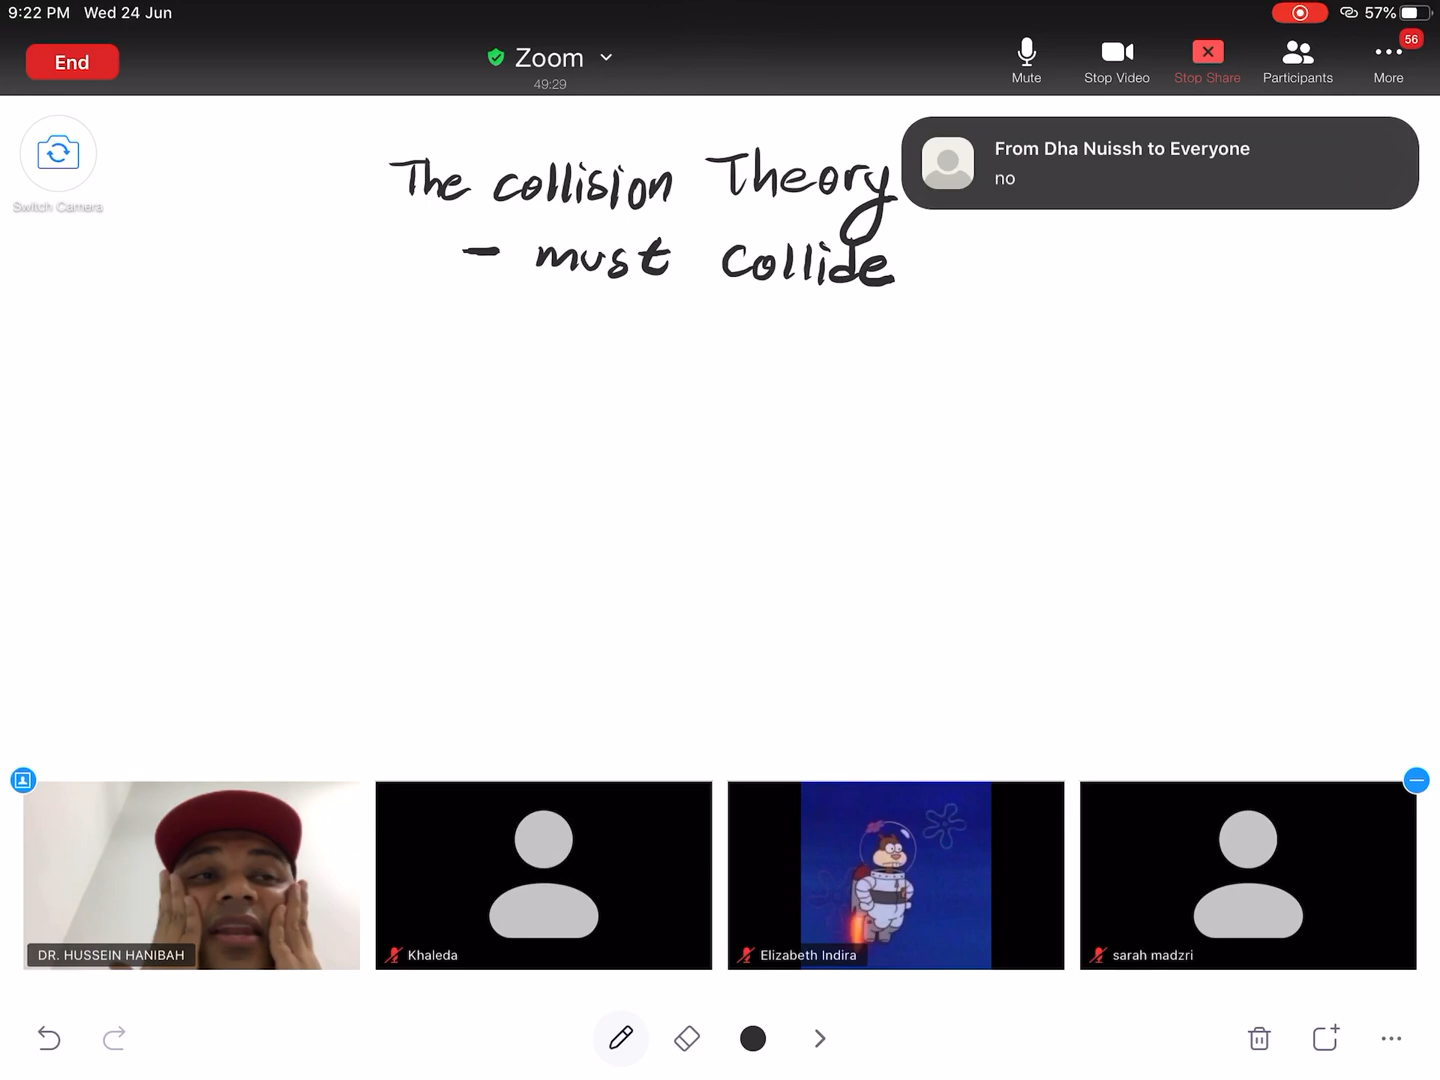 9:22 PM Wed 24 Jun
57%
End
Zoom
49:29
Mute
Stop Video
Stop Share
Participants
More
56
Switch Camera
The collision Theory
- must collide
From Dha Nuissh to Everyone
no
DR. HUSSEIN HANIBAH
Khaleda
Elizabeth Indira
sarah madzri